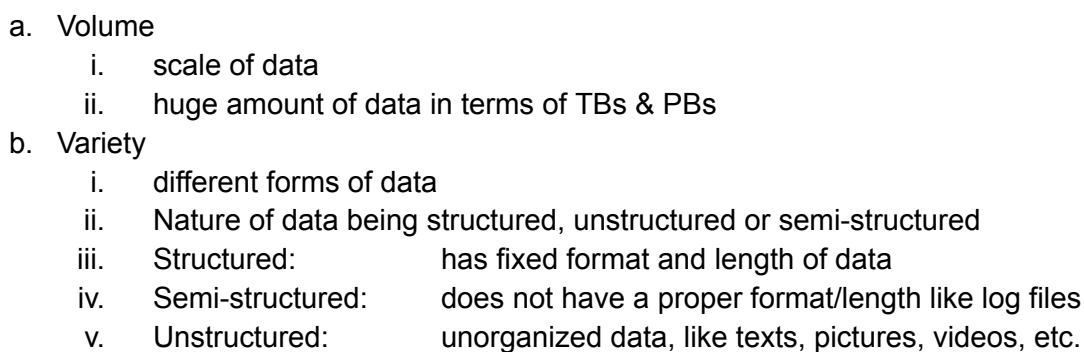 a. Volume
i. scale of data
ii. huge amount of data in terms of TBs & PBs
b. Variety
i. different forms of data
ii. Nature of data being structured, unstructured or semi-structured
iii. Structured: has fixed format and length of data
iv. Semi-structured: does not have a proper format/length like log files
v. Unstructured: unorganized data, like texts, pictures, videos, etc.